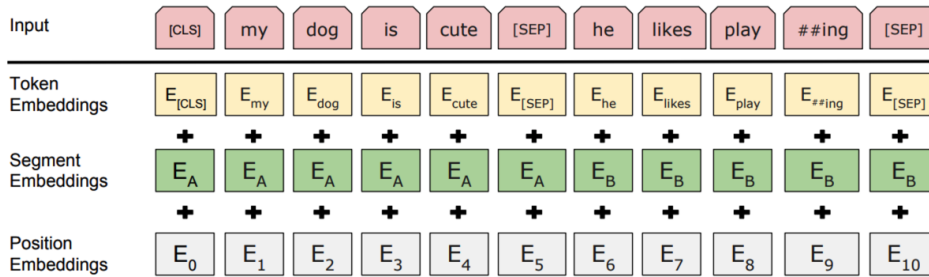 Input [CLS] my dog is cute [SEP] he likes play ##ing [SEP]
Token
Embeddings
E[CLS] Emy Edog Eis Ecute E[SEP] Ehe Elikes Eplay E##ing E[SEP]
+ + + + + + + + + + +
Segment
Embeddings
EA EA EA EA EA EA EB EB EB EB EB
+ + + + + + + + + + +
Position
Embeddings
E0 E1 E2 E3 E4 E5 E6 E7 E8 E9 E10